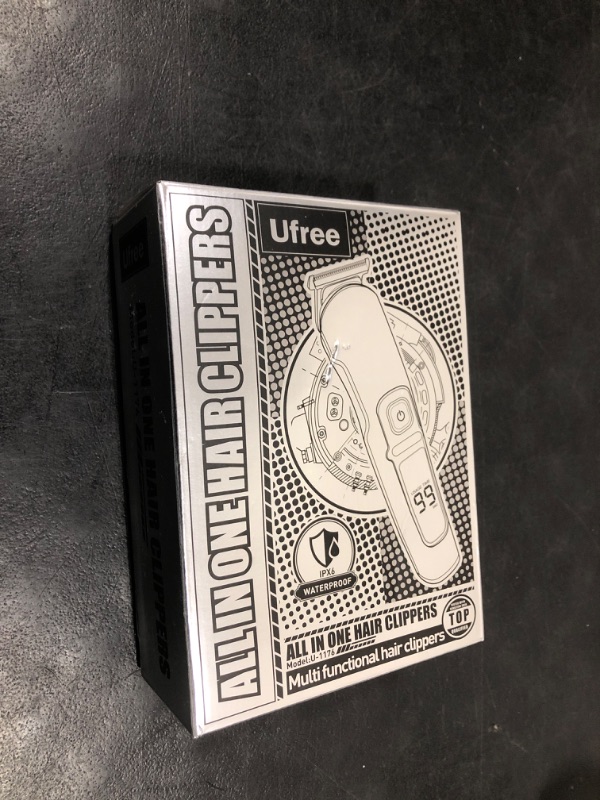 Ufree
ALL IN ONE HAIR CLIPPERS
99
IPX6
WATERPROOF
ALL IN ONE HAIR CLIPPERS
Model:U-1176
Multi functional hair clippers
TOP
Ufree
ALL IN ONE HAIR CLIPPERS